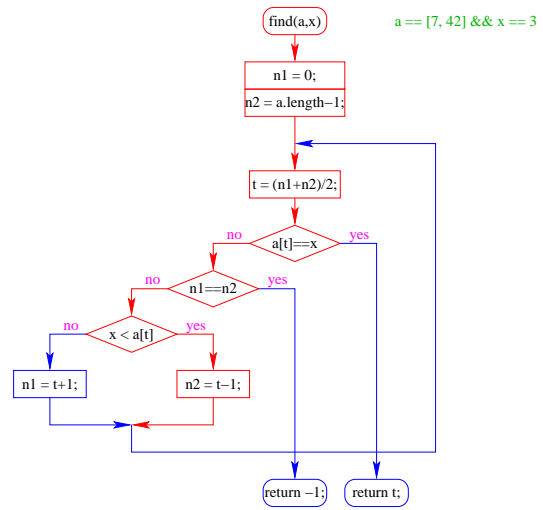 find(a,x)
a == [7, 42] && x == 3
n1 = 0;
n2 = a.length−1;
t = (n1+n2)/2;
no
yes
a[t]==x
no
yes
n1==n2
no
yes
x < a[t]
n1 = t+1;
n2 = t−1;
return −1;
return t;